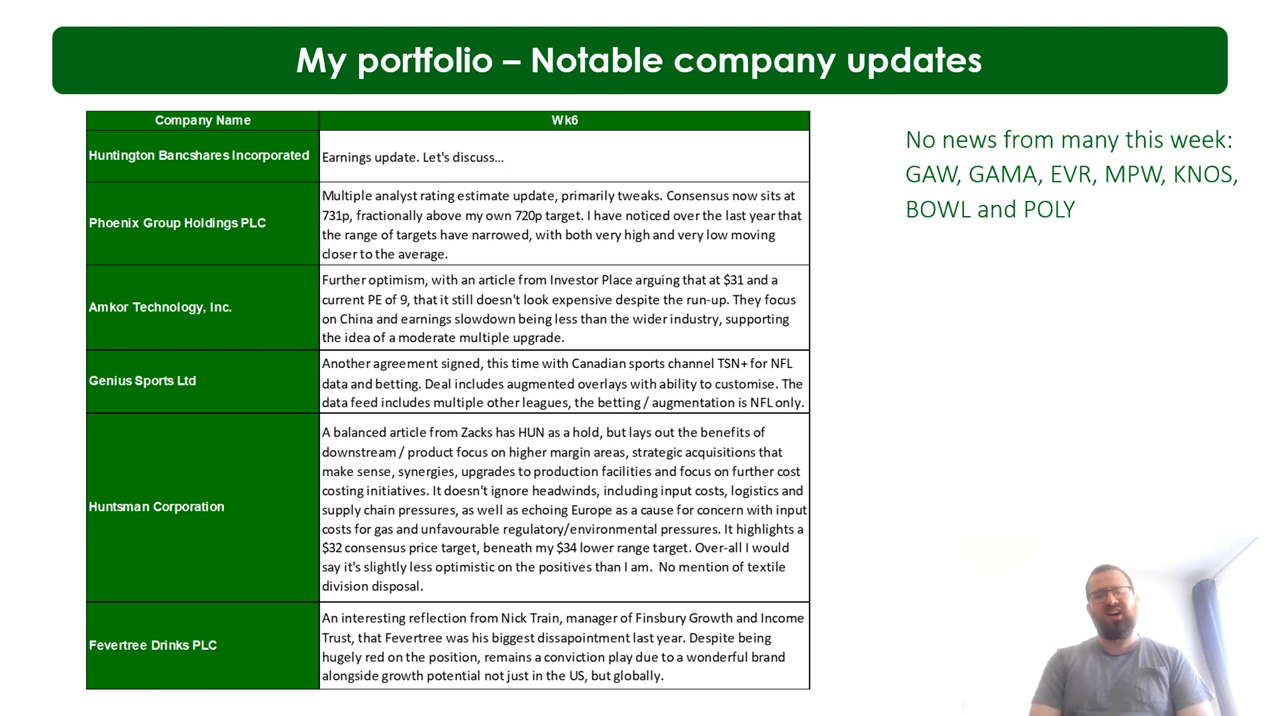 My portfolio – Notable company updates
Company Name
Wk6
Huntington Bancshares Incorporated
Earnings update. Let's discuss...
Phoenix Group Holdings PLC
Multiple analyst rating estimate update, primarily tweaks. Consensus now sits at
731p, fractionally above my own 720p target. I have noticed over the last year that
the range of targets have narrowed, with both very high and very low moving
closer to the average.
Amkor Technology, Inc.
Further optimism, with an article from Investor Place arguing that at $31 and a
current PE of 9, that it still doesn't look expensive despite the run-up. They focus
on China and earnings slowdown being less than the wider industry, supporting
the idea of a moderate multiple upgrade.
Genius Sports Ltd
Another agreement signed, this time with Canadian sports channel TSN+ for NFL
data and betting. Deal includes augmented overlays with ability to customise. The
data feed includes multiple other leagues, the betting / augmentation is NFL only.
Huntsman Corporation
A balanced article from Zacks has HUN as a hold, but lays out the benefits of
downstream / product focus on higher margin areas, strategic acquisitions that
make sense, synergies, upgrades to production facilities and focus on further cost
costing initiatives. It doesn't ignore headwinds, including input costs, logistics and
supply chain pressures, as well as echoing Europe as a cause for concern with input
costs for gas and unfavourable regulatory/environmental pressures. It highlights a
$32 consensus price target, beneath my $34 lower range target. Over-all I would
say it's slightly less optimistic on the positives than I am.  No mention of textile
division disposal.
Fevertree Drinks PLC
An interesting reflection from Nick Train, manager of Finsbury Growth and Income
Trust, that Fevertree was his biggest dissapointment last year. Despite being
hugely red on the position, remains a conviction play due to a wonderful brand
alongside growth potential not just in the US, but globally.
No news from many this week:
GAW, GAMA, EVR, MPW, KNOS,
BOWL and POLY